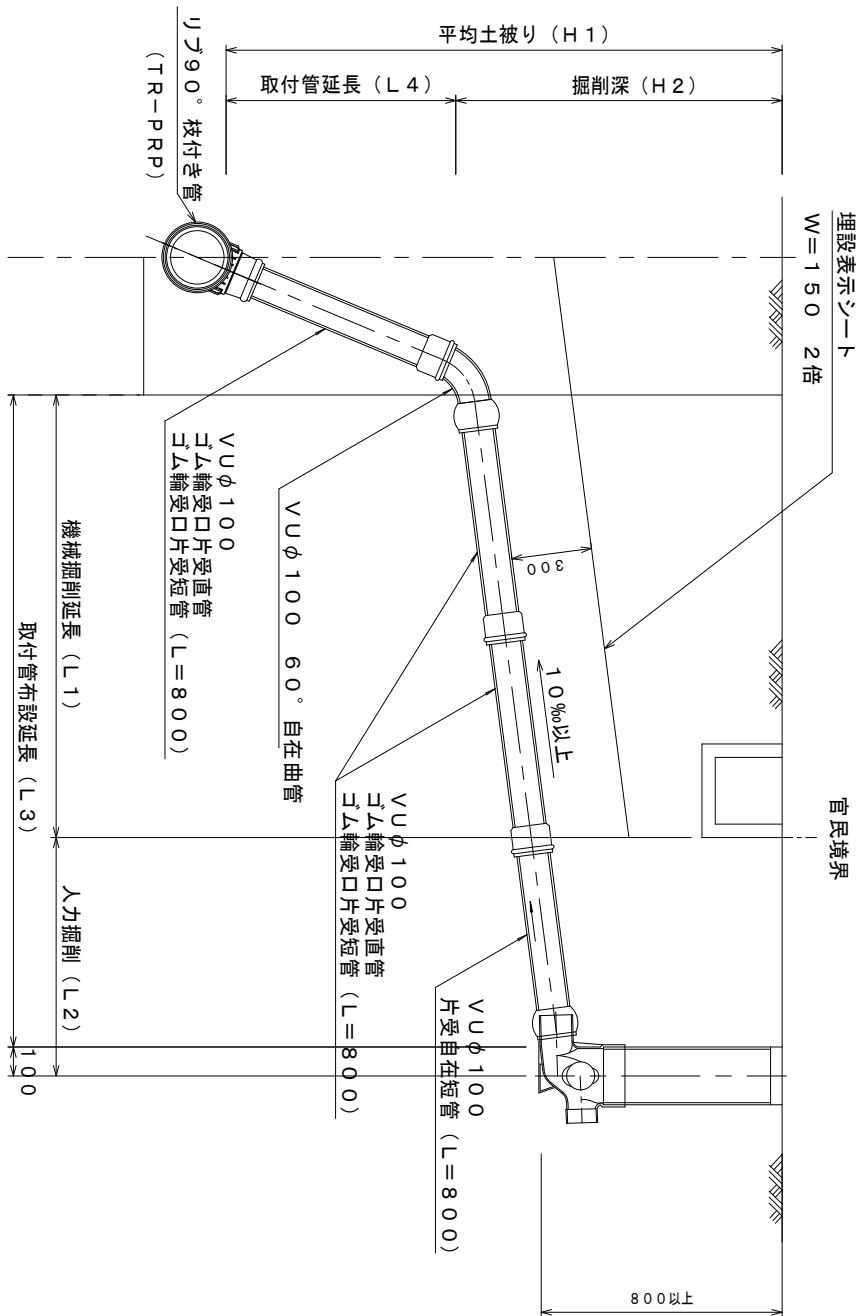 平均土被り（Ｈ１）
取付管延長（Ｌ４）
掘削深（Ｈ２）
リブ９０°枝付き管
（ＴＲ－ＰＲＰ）
埋設表示シート
Ｗ＝１５０　２倍
官民境界
３００
１０‰以上
ＶＵφ１００
ゴム輪受口片受直管
ゴム輪受口片受短管（Ｌ＝８００）
ＶＵφ１００　６０°自在曲管
ＶＵφ１００
ゴム輪受口片受直管
ゴム輪受口片受短管（Ｌ＝８００）
ＶＵφ１００
片受自在短管（Ｌ＝８００）
機械掘削延長（Ｌ１）
人力掘削（Ｌ２）
取付管布設延長（Ｌ３）
１００
８００以上